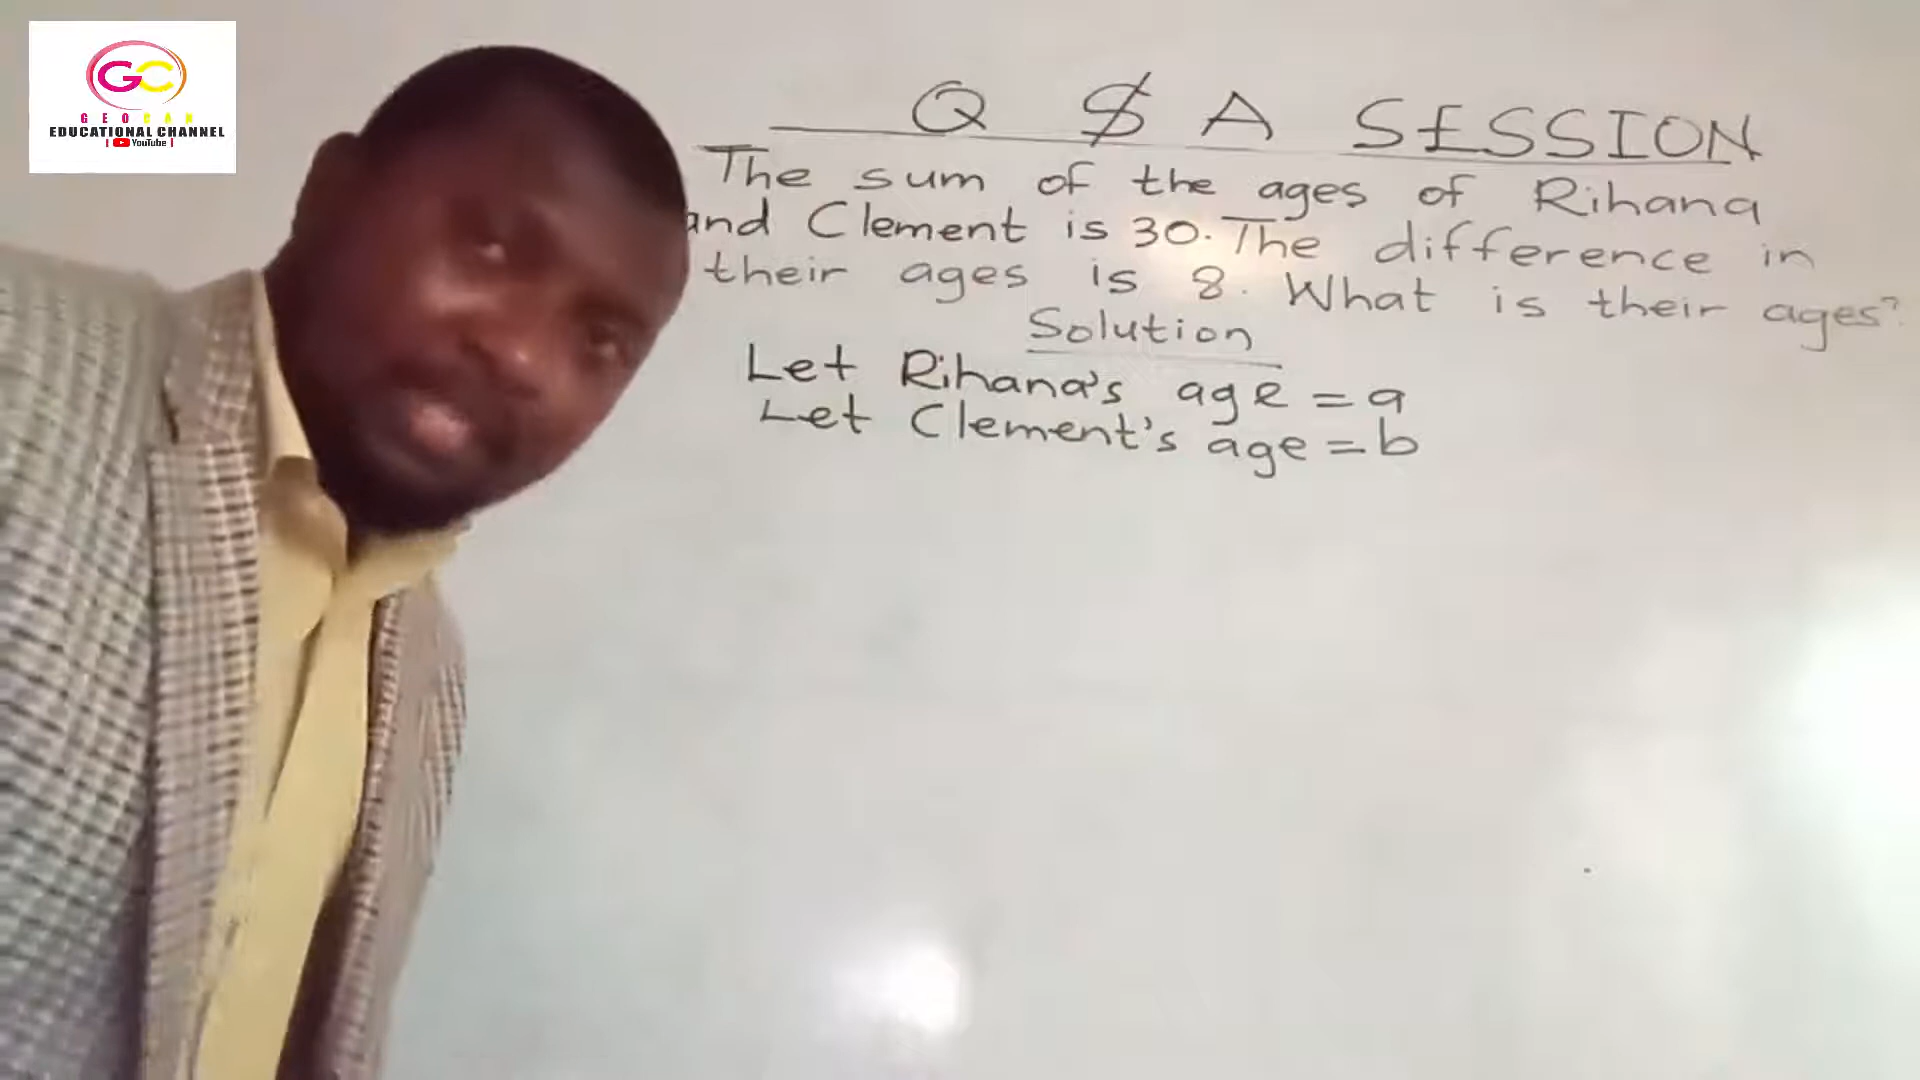 GC
GEOCAN
EDUCATIONAL CHANNEL
| YouTube |
Q $ A SESSION
The sum of the ages of Rihana
and Clement is 30. The difference in
their ages is 8. What is their ages?
Solution
Let Rihana's age = a
Let Clement's age = b